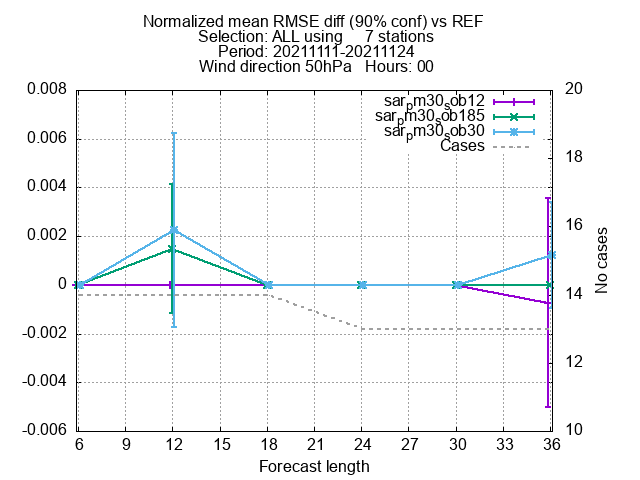 Normalized mean RMSE diff (90% conf) vs REF
Selection: ALL using     7 stations
Period: 20211111-20211124
Wind direction 50hPa   Hours: 00
0.008
0.006
0.004
0.002
0
-0.002
-0.004
-0.006
20
18
16
14
12
10
sarpm30sob12
sarpm30sob185
sarpm30sob30
Cases
No cases
6 9 12 15 18 21 24 27 30 33 36
Forecast length